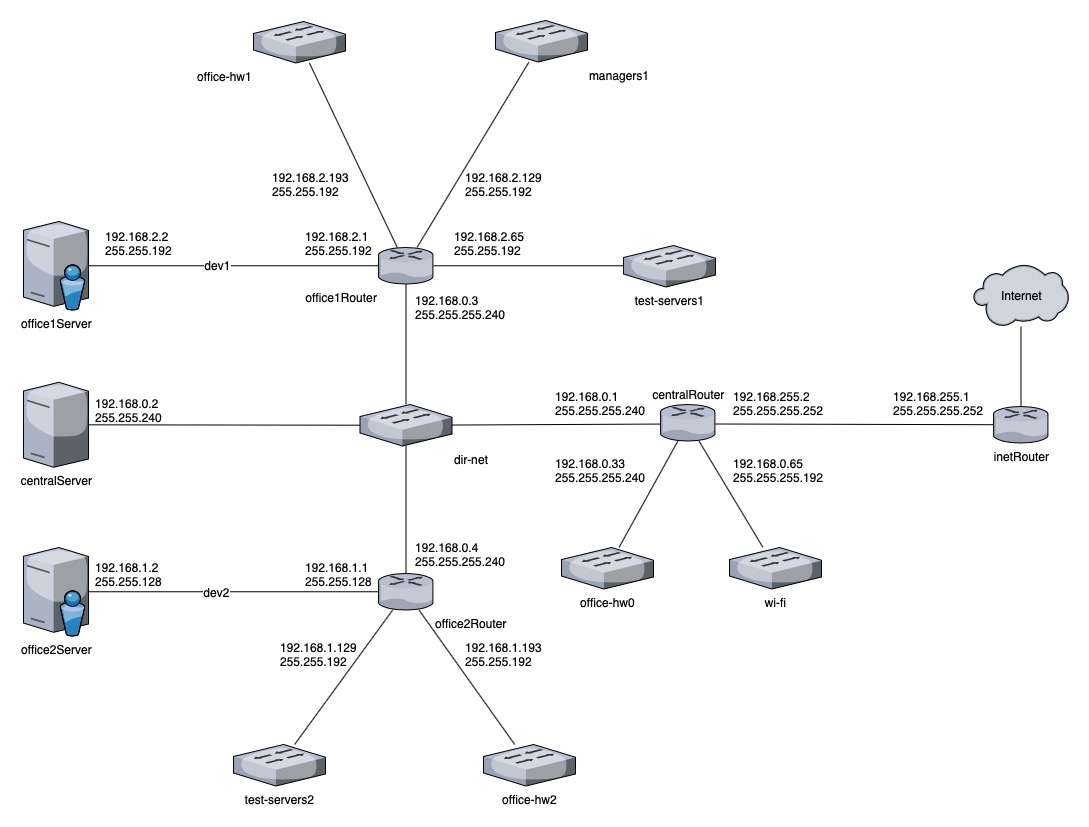 office-hw1
managers1
192.168.2.193
255.255.192
192.168.2.129
255.255.192
192.168.2.2
255.255.192
dev1
192.168.2.1
255.255.192
192.168.2.65
255.255.192
office1Server
office1Router
test-servers1
192.168.0.3
255.255.255.240
Internet
192.168.0.2
255.255.240
centralServer
dir-net
192.168.0.1
255.255.255.240
centralRouter
192.168.255.2
255.255.255.252
192.168.255.1
255.255.255.252
inetRouter
192.168.0.33
255.255.255.240
192.168.0.65
255.255.255.192
office-hw0
wi-fi
192.168.0.4
255.255.255.240
192.168.1.2
255.255.128
dev2
192.168.1.1
255.255.128
office2Server
office2Router
192.168.1.129
255.255.192
192.168.1.193
255.255.192
test-servers2
office-hw2